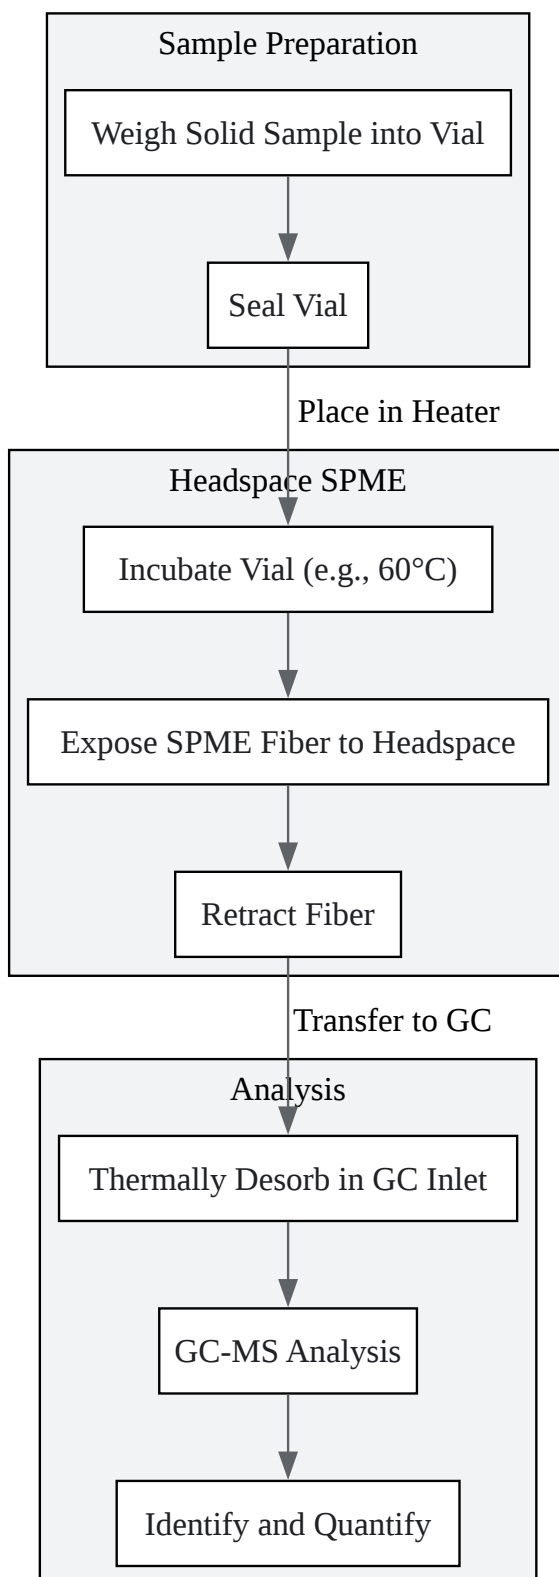 Sample Preparation
Weigh Solid Sample into Vial
Seal Vial
Place in Heater
Headspace SPME
Incubate Vial (e.g., 60°C)
Expose SPME Fiber to Headspace
Retract Fiber
Transfer to GC
Analysis
Thermally Desorb in GC Inlet
GC-MS Analysis
Identify and Quantify